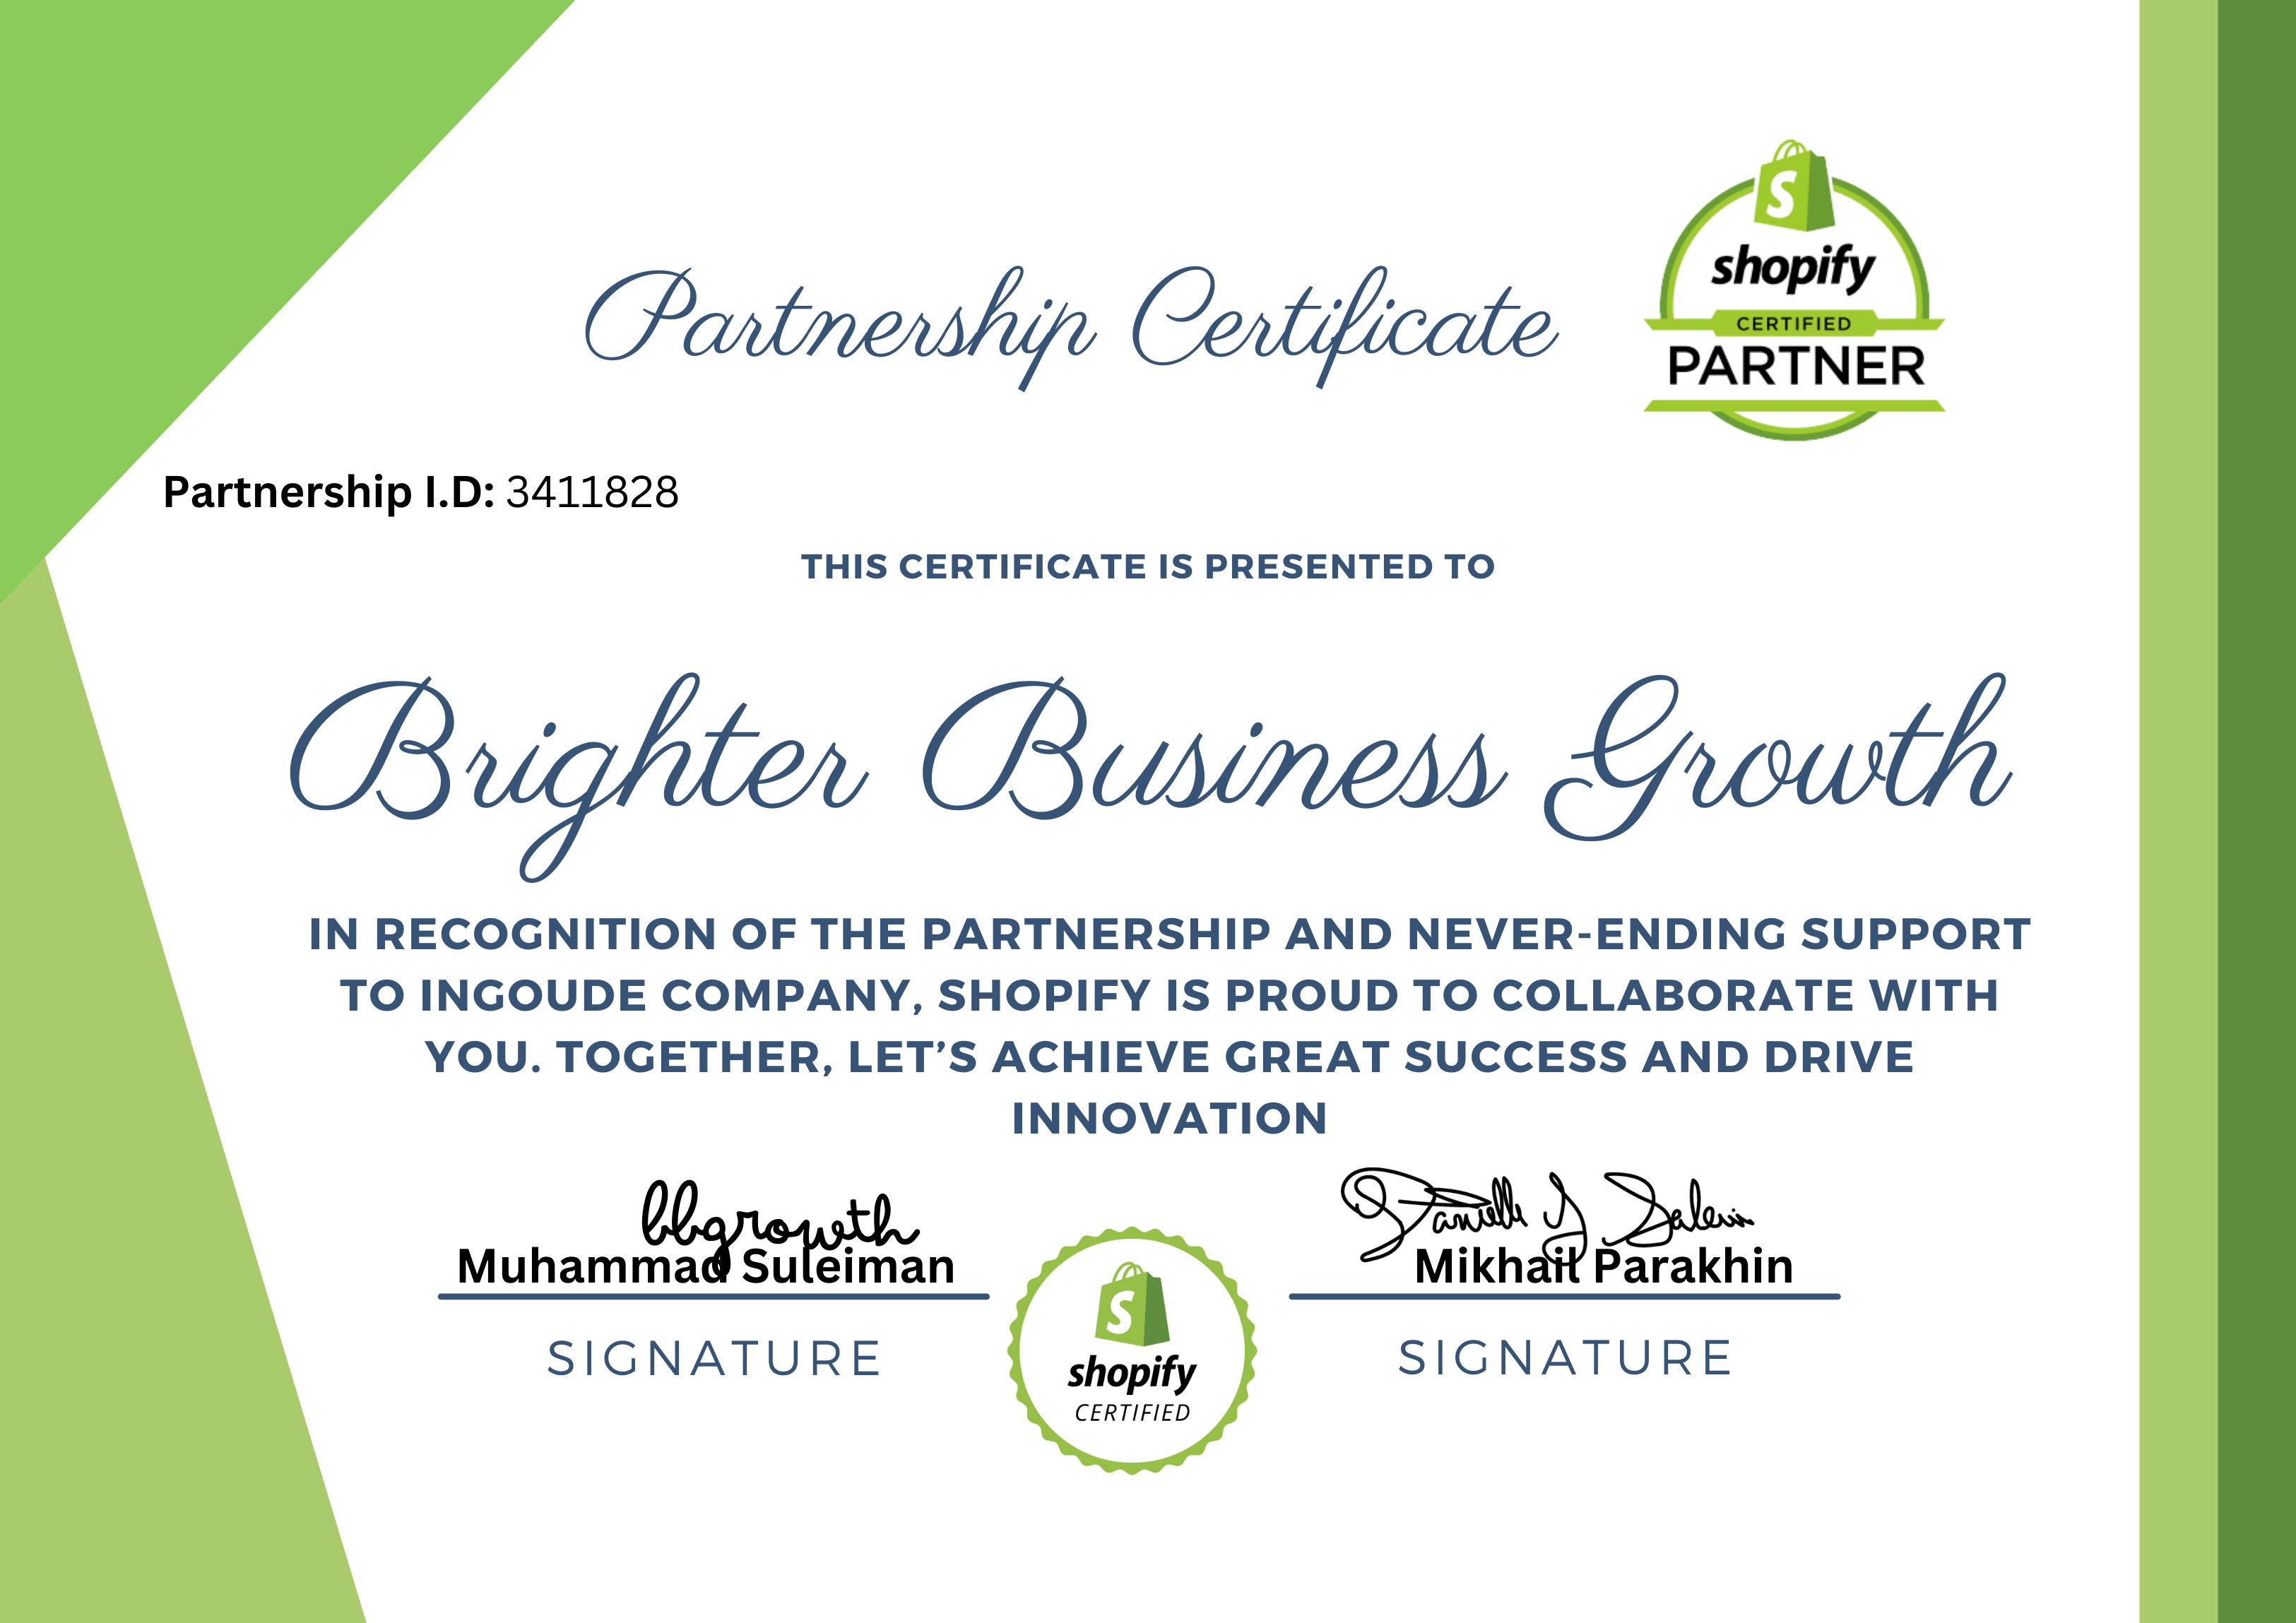 shopify
CERTIFIED
PARTNER
Partnership Certificate
Partnership I.D: 3411828
THIS CERTIFICATE IS PRESENTED TO
Brighter Business Growth
IN RECOGNITION OF THE PARTNERSHIP AND NEVER-ENDING SUPPORT
TO INGOUDE COMPANY, SHOPIFY IS PROUD TO COLLABORATE WITH
YOU. TOGETHER, LET’S ACHIEVE GREAT SUCCESS AND DRIVE
INNOVATION
bbgrowth
Muhammad Suleiman
SIGNATURE
Mikhail Parakhin
SIGNATURE
shopify
CERTIFIED